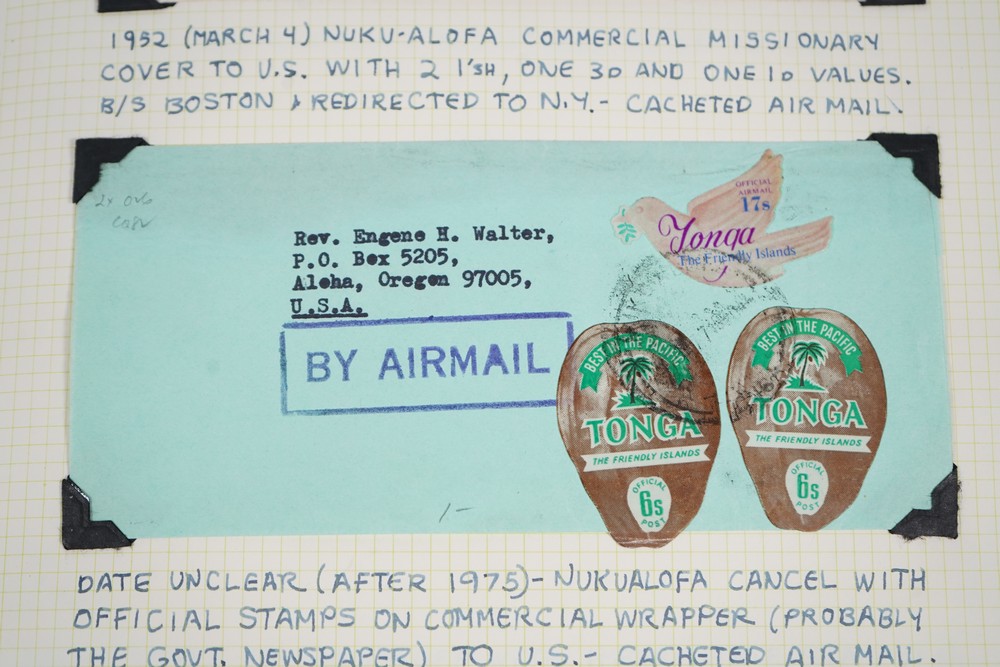 1952 (MARCH 4) NUKU-ALOFA COMMERCIAL MISSIONARY
COVER TO U.S. WITH 2 1'SH, ONE 3D AND ONE 1D VALUES.
B/S BOSTON & REDIRECTED TO N.Y. - CACHETED AIR MAIL.
OFFICIAL
AIRMAIL
17s
Tonga
The Friendly Islands
Rev. Engene H. Walter,
P.O. Box 5205,
Aloha, Oregon 97005,
U.S.A.
BY AIRMAIL
BEST IN THE PACIFIC
TONGA
THE FRIENDLY ISLANDS
OFFICIAL
6s
POST
BEST IN THE PACIFIC
TONGA
THE FRIENDLY ISLANDS
OFFICIAL
6s
POST
1/-
DATE UNCLEAR (AFTER 1975) - NUKUALOFA CANCEL WITH
OFFICIAL STAMPS ON COMMERCIAL WRAPPER (PROBABLY
THE GOVT. NEWSPAPER) TO U.S. - CACHETED AIR MAIL.